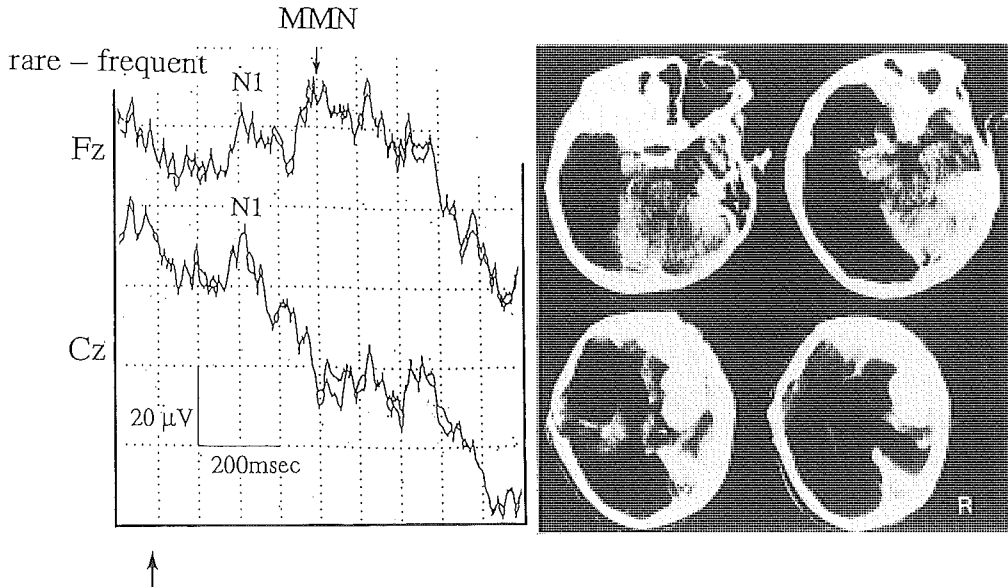 MMN
rare – frequent
N1
Fz
N1
Cz
20 µV
200msec
R